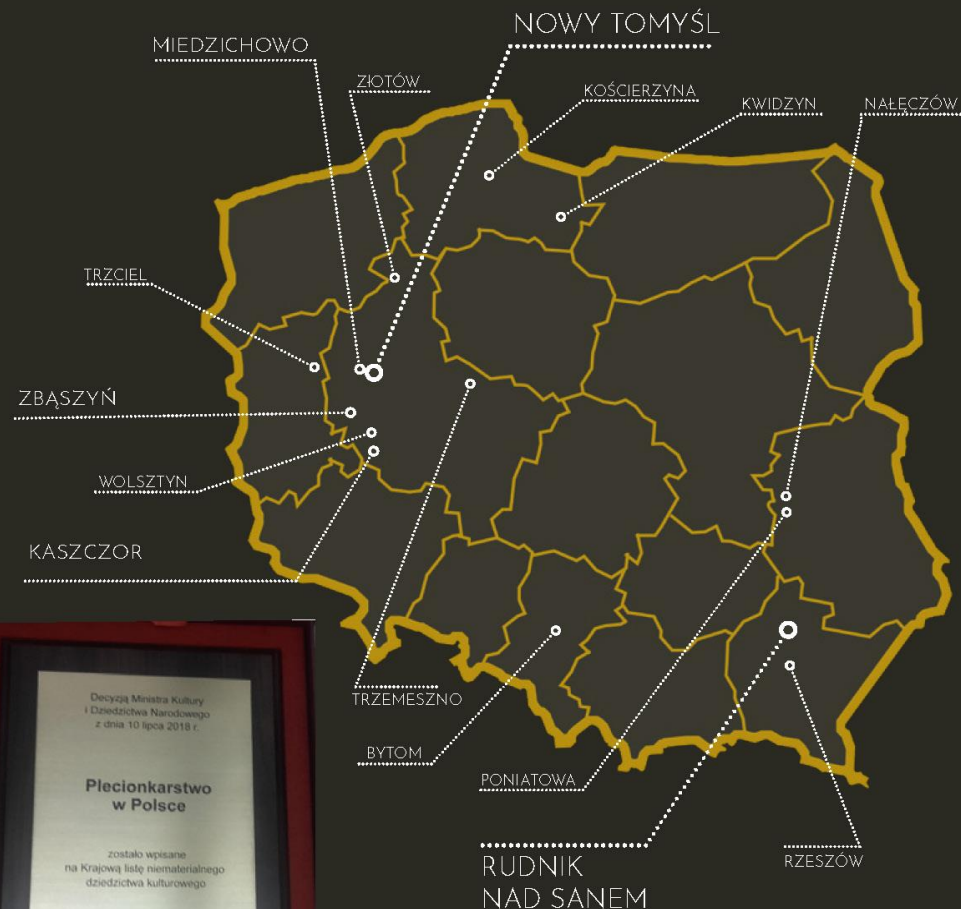 NOWY TOMYŚL
MIEDZICHOWO
ZŁOTÓW
KOŚCIERZYNA
KWIDZYN
NAŁĘCZÓW
TRZCIEL
ZBĄSZYŃ
WOLSZTYN
KASZCZOR
TRZEMESZNO
BYTOM
PONIATOWA
RUDNIK
NAD SANEM
RZESZÓW
Decyzją Ministra Kultury
i Dziedzictwa Narodowego
z dnia 10 lipca 2018 r.
Plecionkarstwo
w Polsce
zostało wpisane
na Krajową listę niematerialnego
dziedzictwa kulturowego